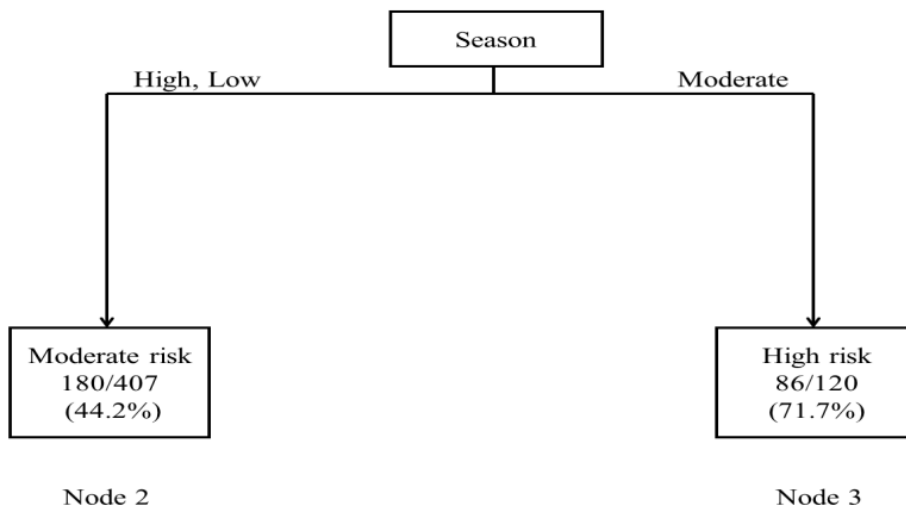 Season
High, Low
Moderate
Moderate risk
180/407
(44.2%)
High risk
86/120
(71.7%)
Node 2
Node 3